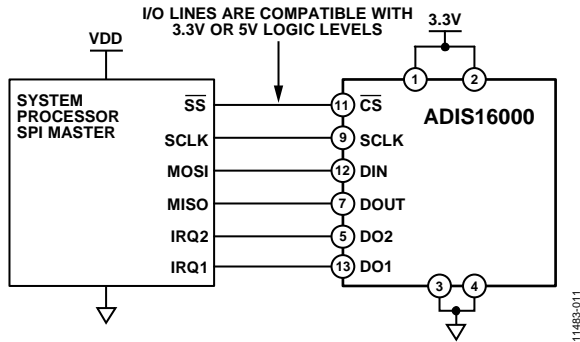 I/O LINES ARE COMPATIBLE WITH
3.3V OR 5V LOGIC LEVELS
VDD
3.3V
1
2
SYSTEM
PROCESSOR
SPI MASTER
ADIS16000
SS 11 CS
SCLK 9 SCLK
MOSI 12 DIN
MISO 7 DOUT
IRQ2 5 DO2
IRQ1 13 DO1
3
4
11483-011